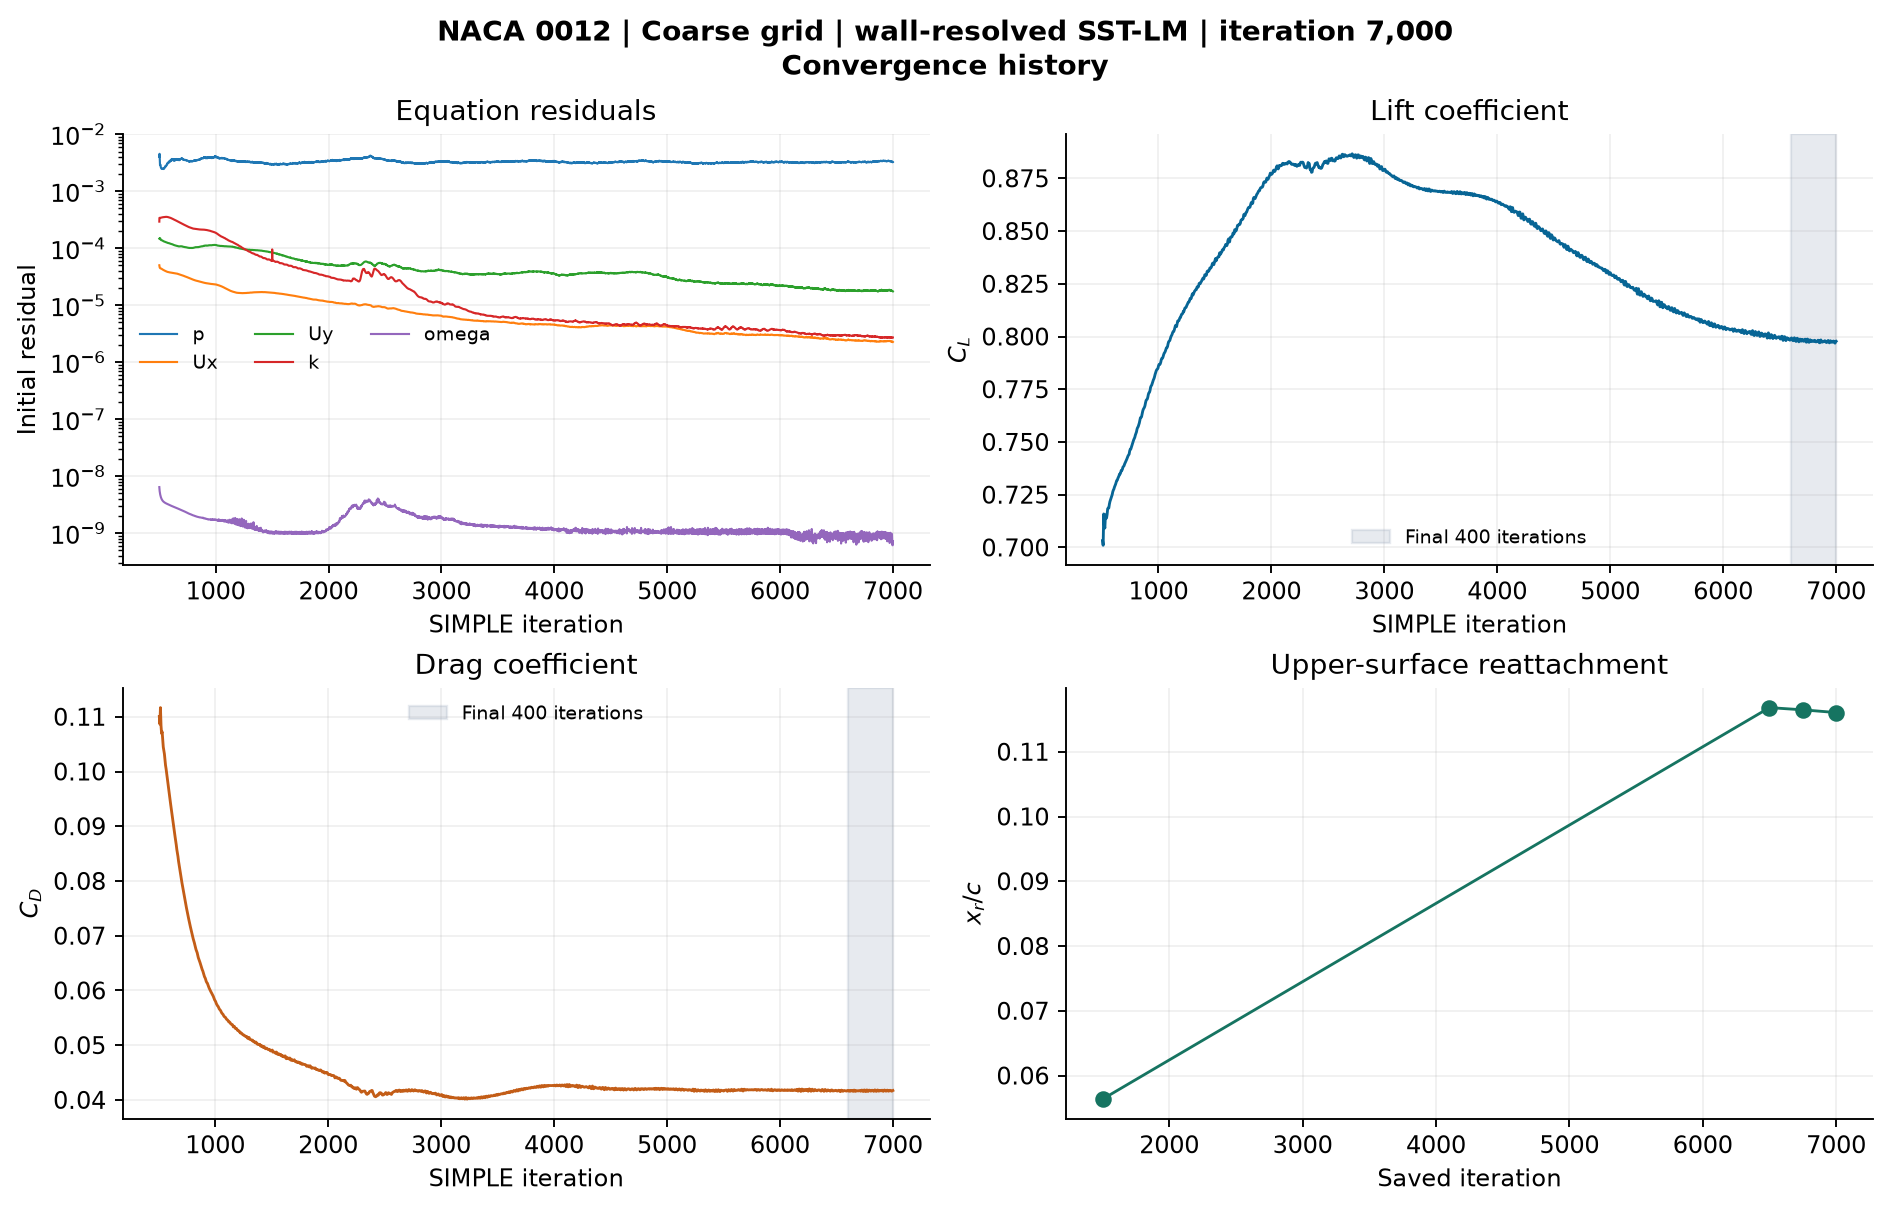 NACA 0012 | Coarse grid | wall-resolved SST-LM | iteration 7,000
Convergence history
Equation residuals
10⁻²
10⁻³
10⁻⁴
10⁻⁵
10⁻⁶
10⁻⁷
10⁻⁸
10⁻⁹
Initial residual
p
Uy
omega
Ux
k
1000 2000 3000 4000 5000 6000 7000
SIMPLE iteration
Lift coefficient
0.875
0.850
0.825
0.800
0.775
0.750
0.725
0.700
C_L
Final 400 iterations
1000 2000 3000 4000 5000 6000 7000
SIMPLE iteration
Drag coefficient
0.11
0.10
0.09
0.08
0.07
0.06
0.05
0.04
C_D
Final 400 iterations
1000 2000 3000 4000 5000 6000 7000
SIMPLE iteration
Upper-surface reattachment
0.11
0.10
0.09
0.08
0.07
0.06
x_r/c
2000 3000 4000 5000 6000 7000
Saved iteration